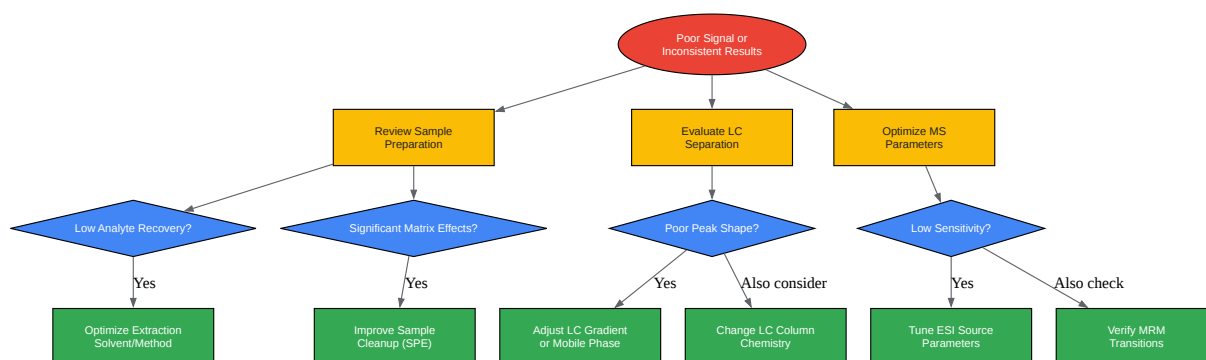 Poor Signal or
Inconsistent Results
Review Sample
Preparation
Evaluate LC
Separation
Optimize MS
Parameters
Low Analyte Recovery?
Significant Matrix Effects?
Poor Peak Shape?
Low Sensitivity?
Yes
Yes
Yes
Also consider
Yes
Also check
Optimize Extraction
Solvent/Method
Improve Sample
Cleanup (SPE)
Adjust LC Gradient
or Mobile Phase
Change LC Column
Chemistry
Tune ESI Source
Parameters
Verify MRM
Transitions